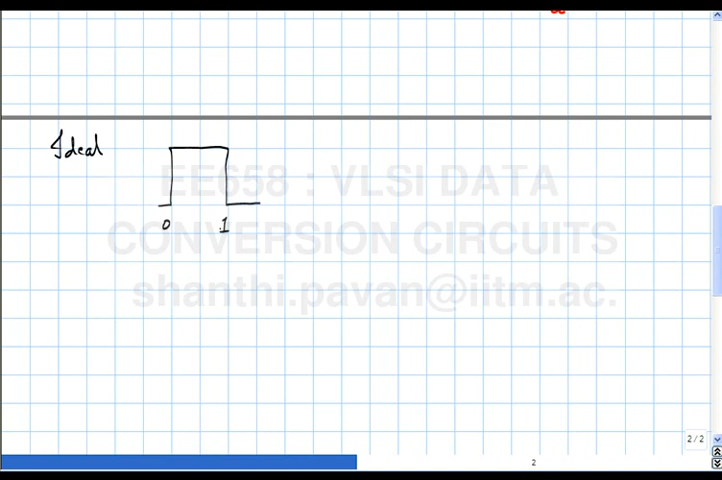 Ideal
0 1
EE658 : VLSI DATA
CONVERSION CIRCUITS
shanthi.pavan@iitm.ac.
2 / 2
2